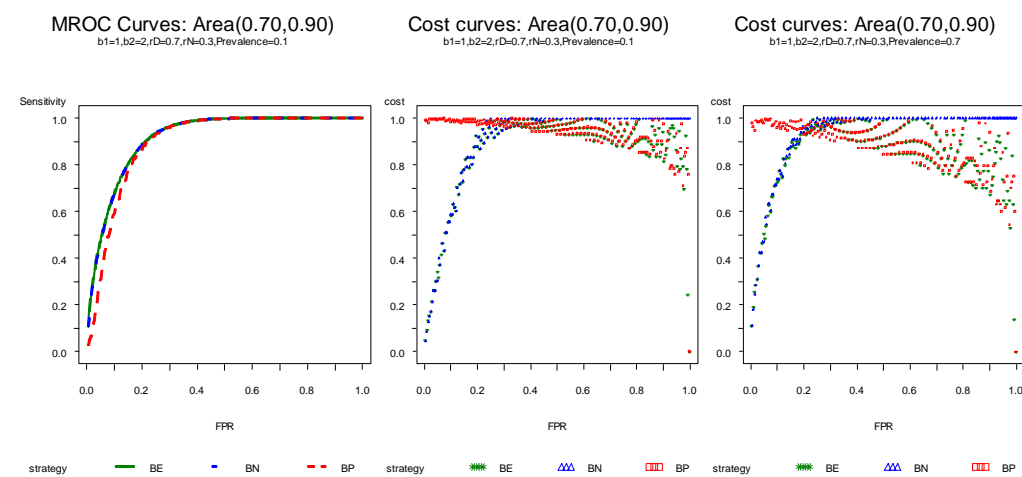 MROC Curves: Area(0.70,0.90)
b1=1,b2=2,rD=0.7,rN=0.3,Prevalence=0.1
Sensitivity
1.0
0.8
0.6
0.4
0.2
0.0
0.0 0.2 0.4 0.6 0.8 1.0
FPR
strategy BE BN BP
Cost curves: Area(0.70,0.90)
b1=1,b2=2,rD=0.7,rN=0.3,Prevalence=0.1
cost
1.0
0.8
0.6
0.4
0.2
0.0
0.0 0.2 0.4 0.6 0.8 1.0
FPR
strategy BE BN BP
Cost curves: Area(0.70,0.90)
b1=1,b2=2,rD=0.7,rN=0.3,Prevalence=0.7
cost
1.0
0.8
0.6
0.4
0.2
0.0
0.0 0.2 0.4 0.6 0.8 1.0
FPR
strategy BE BN BP